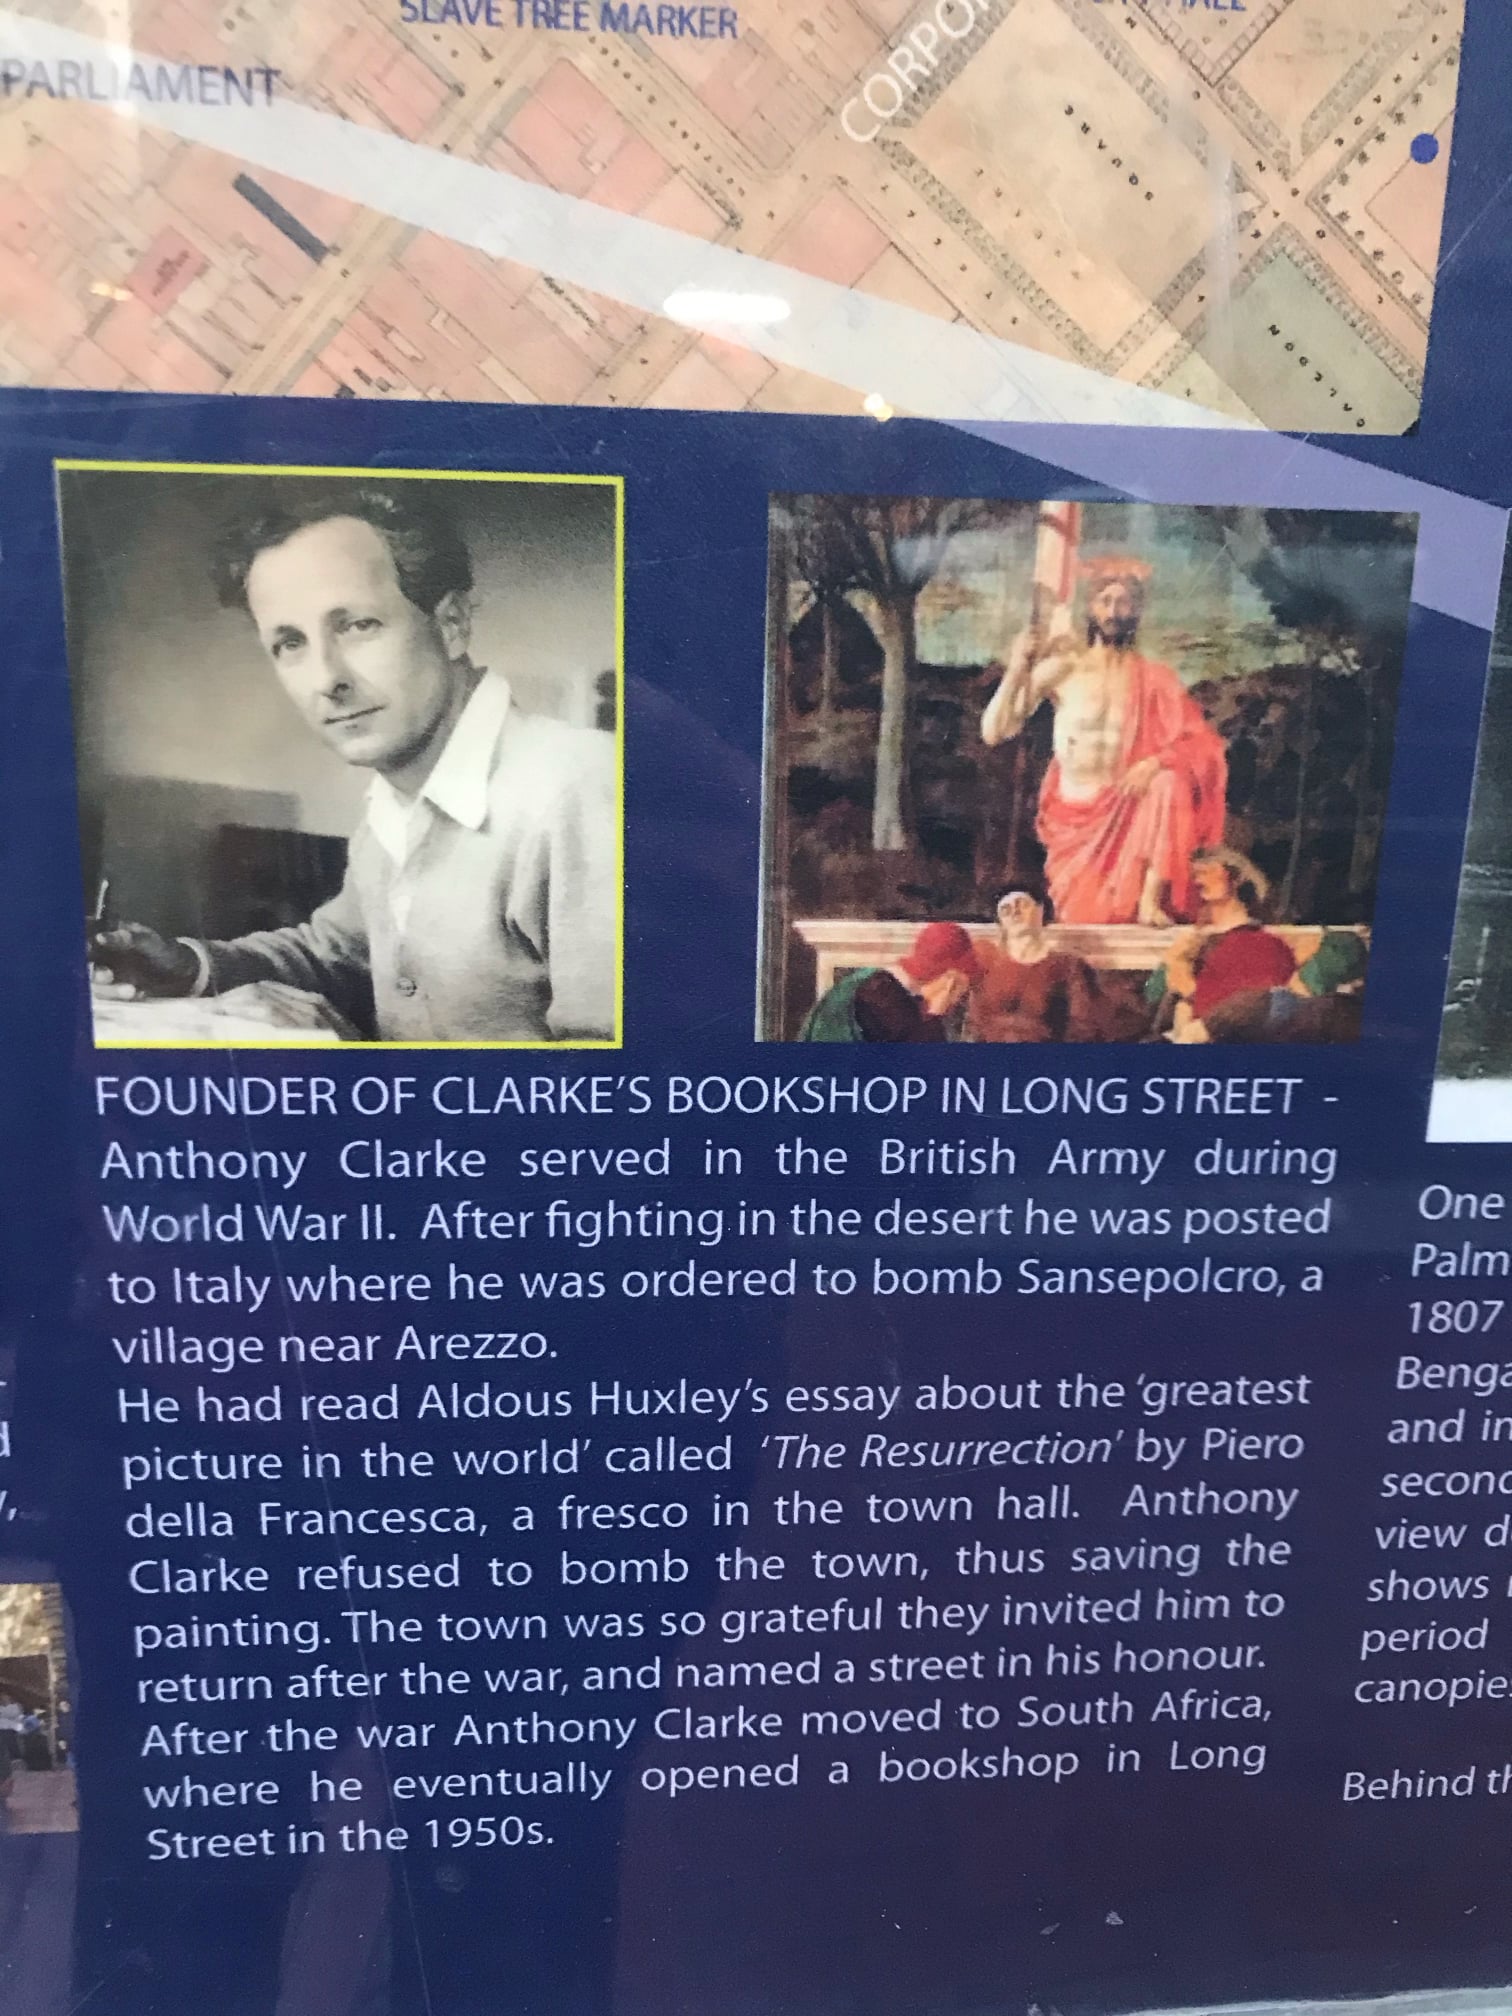 SLAVE TREE MARKER
PARLIAMENT
SQUARE
FOUNDER OF CLARKE'S BOOKSHOP IN LONG STREET -
Anthony Clarke served in the British Army during
World War II. After fighting in the desert he was posted
to Italy where he was ordered to bomb Sansepolcro, a
village near Arezzo.
He had read Aldous Huxley's essay about the 'greatest
picture in the world' called 'The Resurrection' by Piero
della Francesca, a fresco in the town hall. Anthony
Clarke refused to bomb the town, thus saving the
painting. The town was so grateful they invited him to
return after the war, and named a street in his honour.
After the war Anthony Clarke moved to South Africa,
where he eventually opened a bookshop in Long
Street in the 1950s.
One
Palm
1807
Benga
and in
second
view d
shows
period
canopie
Behind th